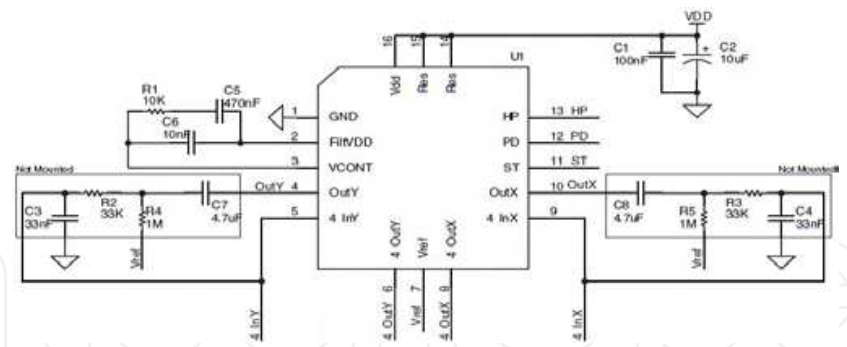 VDD
16
15
14
U1
C1
100nF
+
C2
10uF
Vdd
Res
Res
R1
10K
C5
470nF
C6
10nF
1
GND
HP
13 HP
2
FiltVDD
PD
12 PD
3
VCONT
ST
11 ST
Not Mounted
Not Mounted
OutY 4
OutY
OutX
10 OutX
R2
33K
C7
4.7uF
C3
33nF
R4
1M
Vref
5
4 InY
4 InX
9
C8
4.7uF
R3
33K
R5
1M
C4
33nF
Vref
4 OutY
Vref
4 OutX
6
7
4 InY
4 OutY
Vref
4 OutX
4 InX